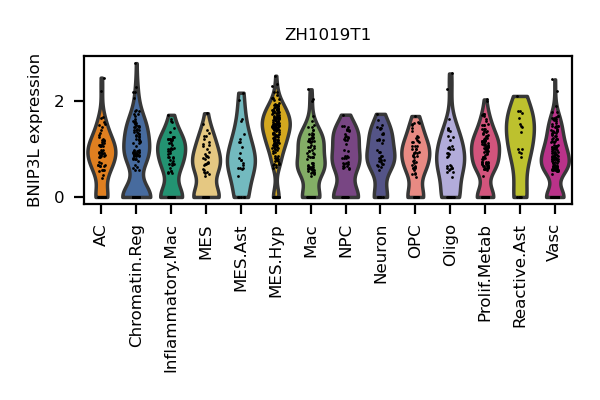 ZH1019T1
BNIP3L expression
2
0
AC
Chromatin.Reg
Inflammatory.Mac
MES
MES.Ast
MES.Hyp
Mac
NPC
Neuron
OPC
Oligo
Prolif.Metab
Reactive.Ast
Vasc